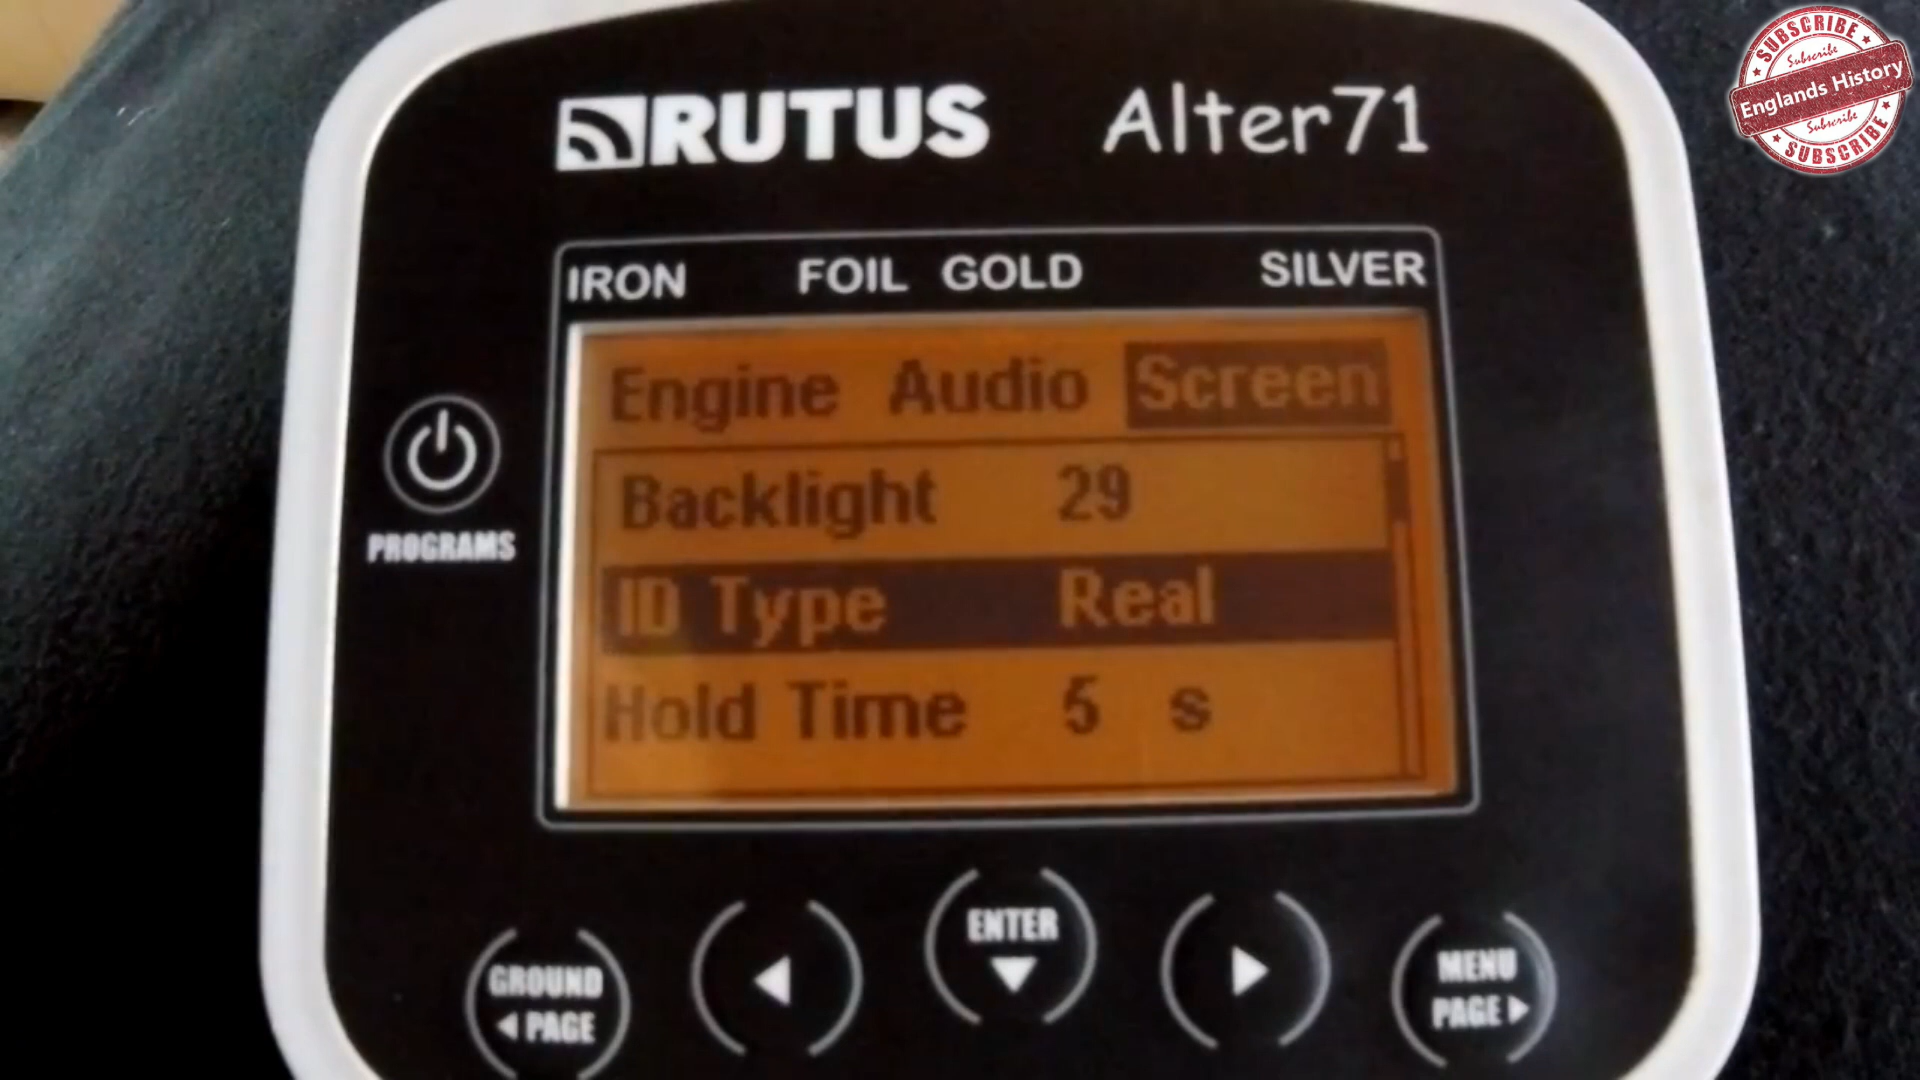 RUTUS Alter71
IRON FOIL GOLD SILVER
Engine Audio Screen
Backlight 29
ID Type Real
Hold Time 5 s
PROGRAMS
GROUND
PAGE
ENTER
MENU
PAGE
SUBSCRIBE
Subscribe
Englands History
Subscribe
SUBSCRIBE